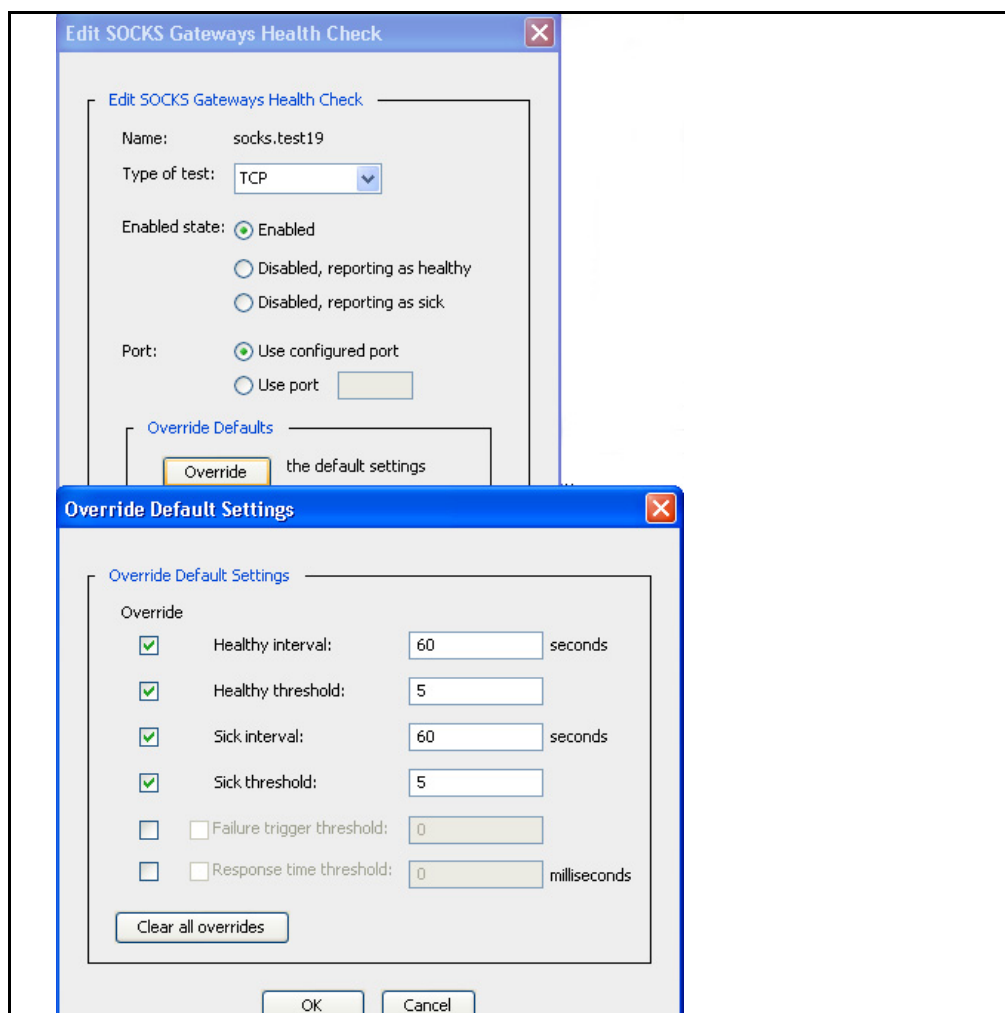 Edit SOCKS Gateways Health Check
Edit SOCKS Gateways Health Check
Name: socks.test19
Type of test: TCP
Enabled state: Enabled
Disabled, reporting as healthy
Disabled, reporting as sick
Port: Use configured port
Use port
Override Defaults
Override the default settings
Override Default Settings
Override Default Settings
Override
Healthy interval: 60 seconds
Healthy threshold: 5
Sick interval: 60 seconds
Sick threshold: 5
Failure trigger threshold: 0
Response time threshold: 0 milliseconds
Clear all overrides
OK Cancel